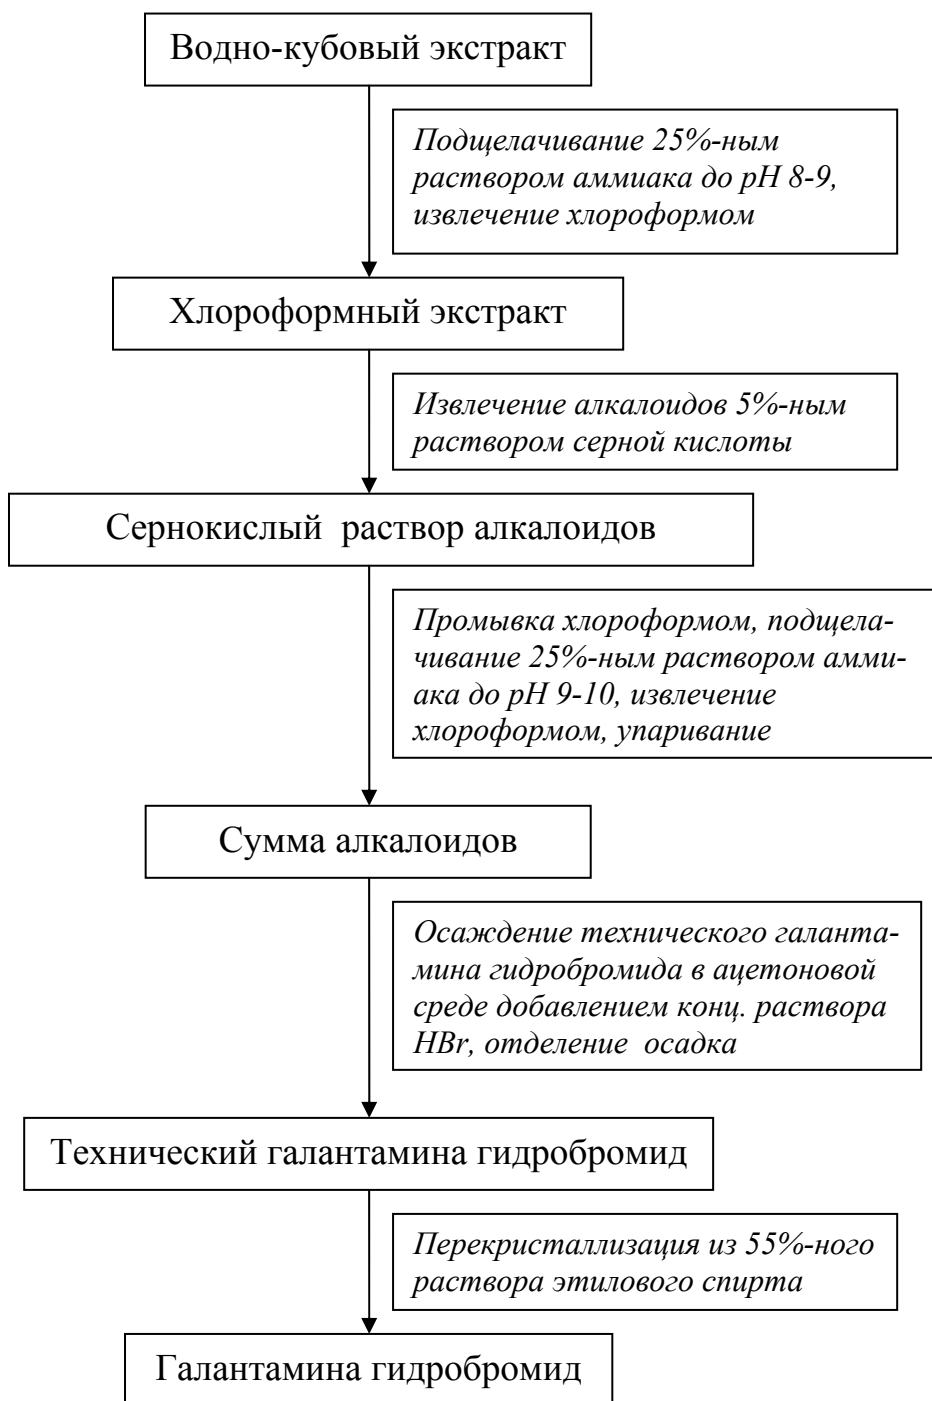 Водно-кубовый экстракт
Подщелачивание 25%-ным
раствором аммиака до pH 8-9,
извлечение хлороформом
Хлороформный экстракт
Извлечение алкалоидов 5%-ным
раствором серной кислоты
Сернокислый раствор алкалоидов
Промывка хлороформом, подщела-
чивание 25%-ным раствором амми-
ака до pH 9-10, извлечение
хлороформом, упаривание
Сумма алкалоидов
Осаждение технического галанта-
мина гидробромида в ацетоновой
среде добавлением конц. раствора
HBr, отделение осадка
Технический галантамина гидробромид
Перекристаллизация из 55%-ного
раствора этилового спирта
Галантамина гидробромид